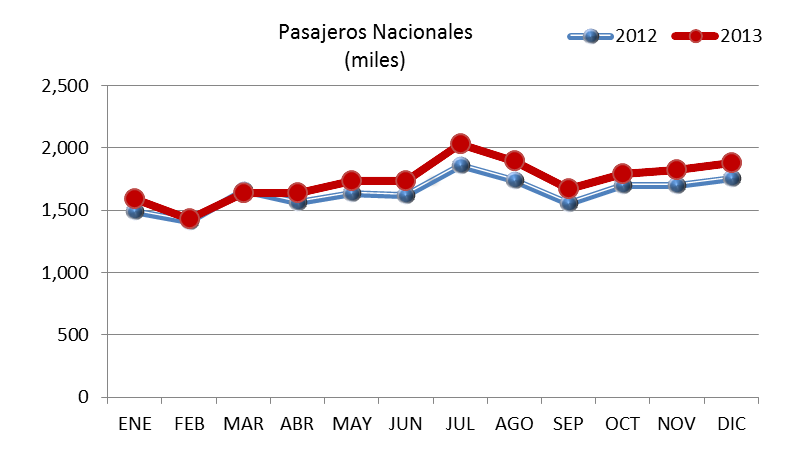 Pasajeros Nacionales
(miles)
2012 2013
2,500
2,000
1,500
1,000
500
0
ENE FEB MAR ABR MAY JUN JUL AGO SEP OCT NOV DIC